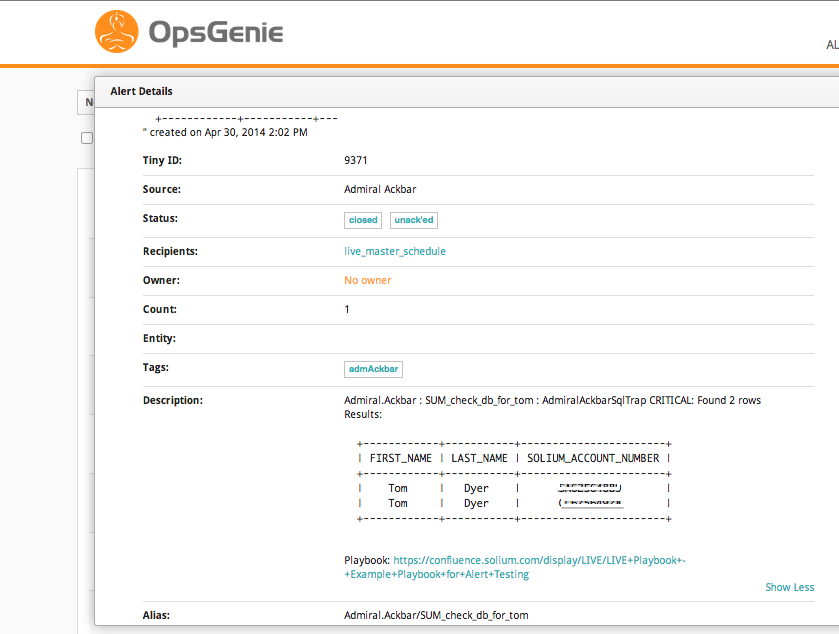 OpsGenie
AL
N
Alert Details
+------------+-----------+---
" created on Apr 30, 2014 2:02 PM
Tiny ID: 9371
Source: Admiral Ackbar
Status: closed unack'ed
Recipients: live_master_schedule
Owner: No owner
Count: 1
Entity:
Tags: admAckbar
Description: Admiral.Ackbar : SUM_check_db_for_tom : AdmiralAckbarSqlTrap CRITICAL: Found 2 rows
Results:
+------------+-----------+-----------------------+
| FIRST_NAME | LAST_NAME | SOLIUM_ACCOUNT_NUMBER |
+------------+-----------+-----------------------+
| Tom | Dyer | |
| Tom | Dyer | |
+------------+-----------+-----------------------+
Playbook: https://confluence.solium.com/display/LIVE/LIVE+Playbook+-
+Example+Playbook+for+Alert+Testing
Show Less
Alias: Admiral.Ackbar/SUM_check_db_for_tom